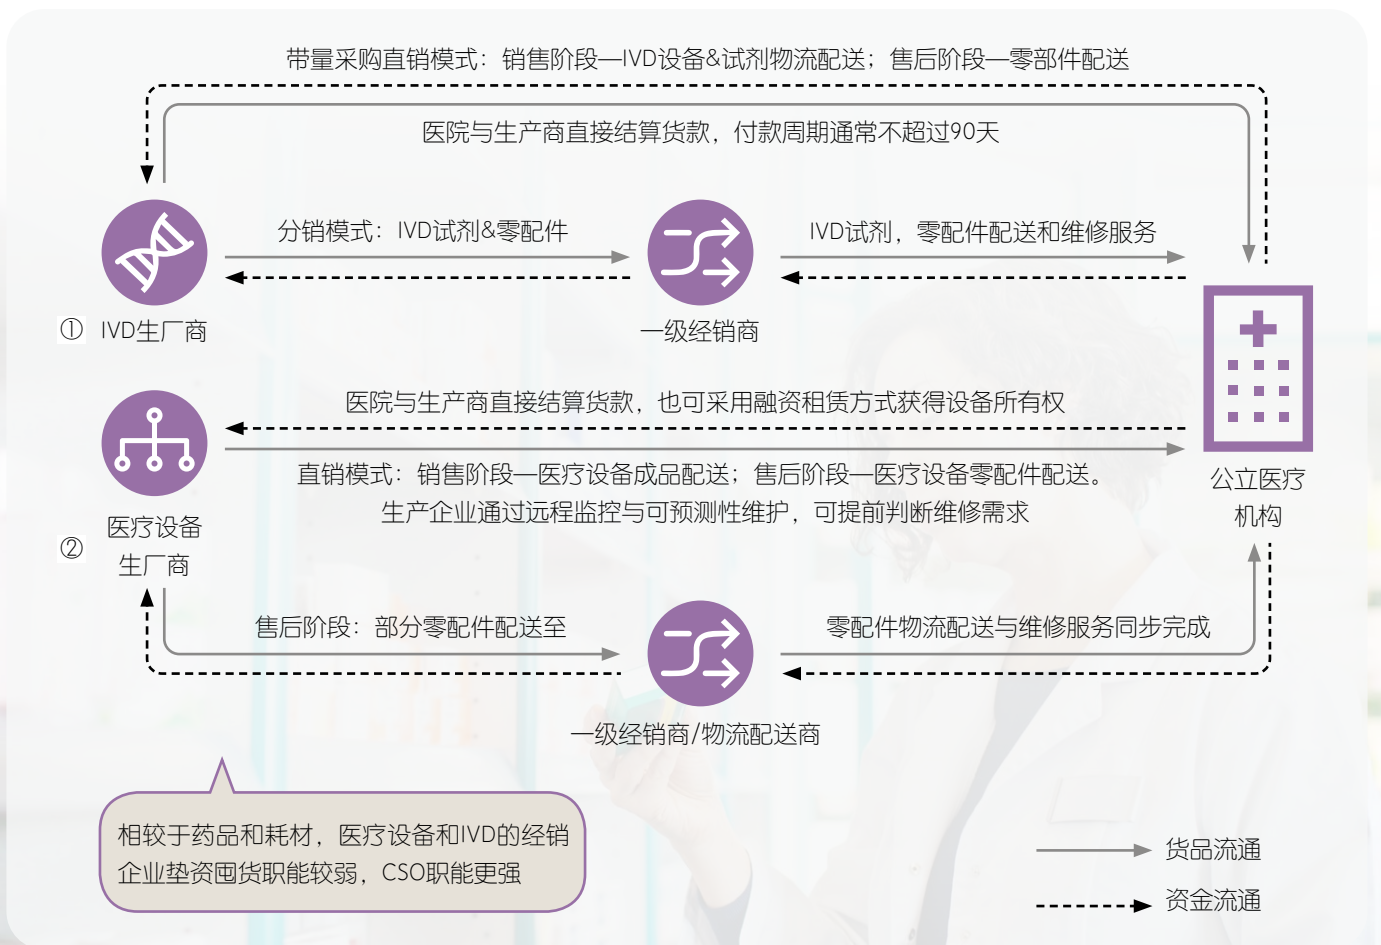 带量采购直销模式：销售阶段—IVD设备&试剂物流配送；售后阶段—零部件配送
医院与生产商直接结算货款，付款周期通常不超过90天
分销模式：IVD试剂&零配件
IVD试剂，零配件配送和维修服务
① IVD生厂商
一级经销商
医院与生产商直接结算货款，也可采用融资租赁方式获得设备所有权
直销模式：销售阶段—医疗设备成品配送；售后阶段—医疗设备零配件配送。
生产企业通过远程监控与可预测性维护，可提前判断维修需求
公立医疗
机构
②
医疗设备
生厂商
售后阶段：部分零配件配送至
零配件物流配送与维修服务同步完成
一级经销商/物流配送商
相较于药品和耗材，医疗设备和IVD的经销
企业垫资囤货职能较弱，CSO职能更强
货品流通
资金流通